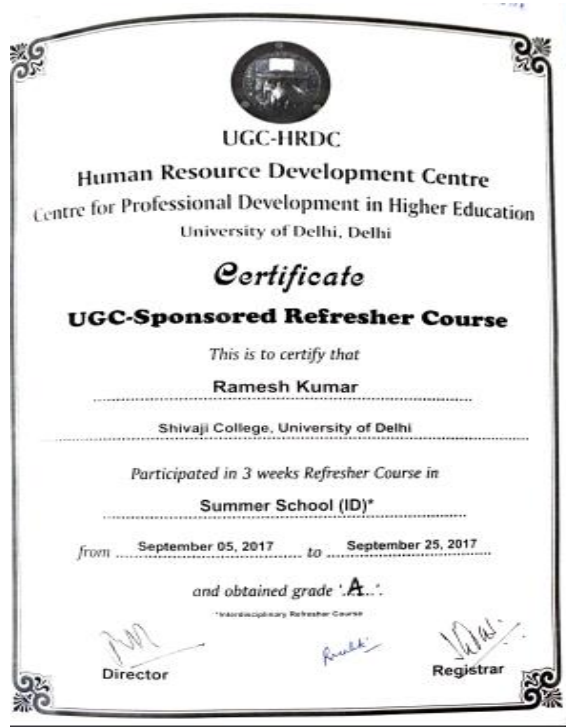 UGC-HRDC
Human Resource Development Centre
Centre for Professional Development in Higher Education
University of Delhi, Delhi
Certificate
UGC-Sponsored Refresher Course
This is to certify that
Ramesh Kumar
Shivaji College, University of Delhi
Participated in 3 weeks Refresher Course in
Summer School (ID)*
from September 05, 2017 to September 25, 2017
and obtained grade '.A...'.
*Interdisciplinary Refresher Course
Director
Registrar